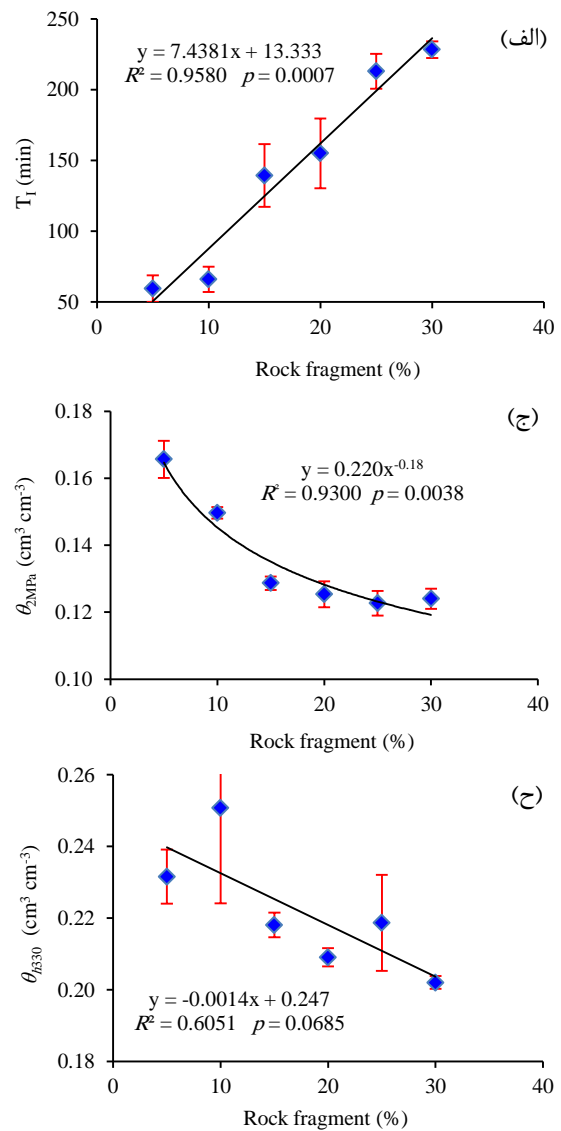 (الف)
y = 7.4381x + 13.333
R² = 0.9580 p = 0.0007
T_I (min)
250
200
150
100
50
0 10 20 30 40
Rock fragment (%)
(ج)
y = 0.220x^-0.18
R² = 0.9300 p = 0.0038
θ_2MPa (cm³ cm⁻³)
0.18
0.16
0.14
0.12
0.10
0 10 20 30 40
Rock fragment (%)
(ح)
θ_h330 (cm³ cm⁻³)
0.26
0.24
0.22
0.20
0.18
y = -0.0014x + 0.247
R² = 0.6051 p = 0.0685
0 10 20 30 40
Rock fragment (%)